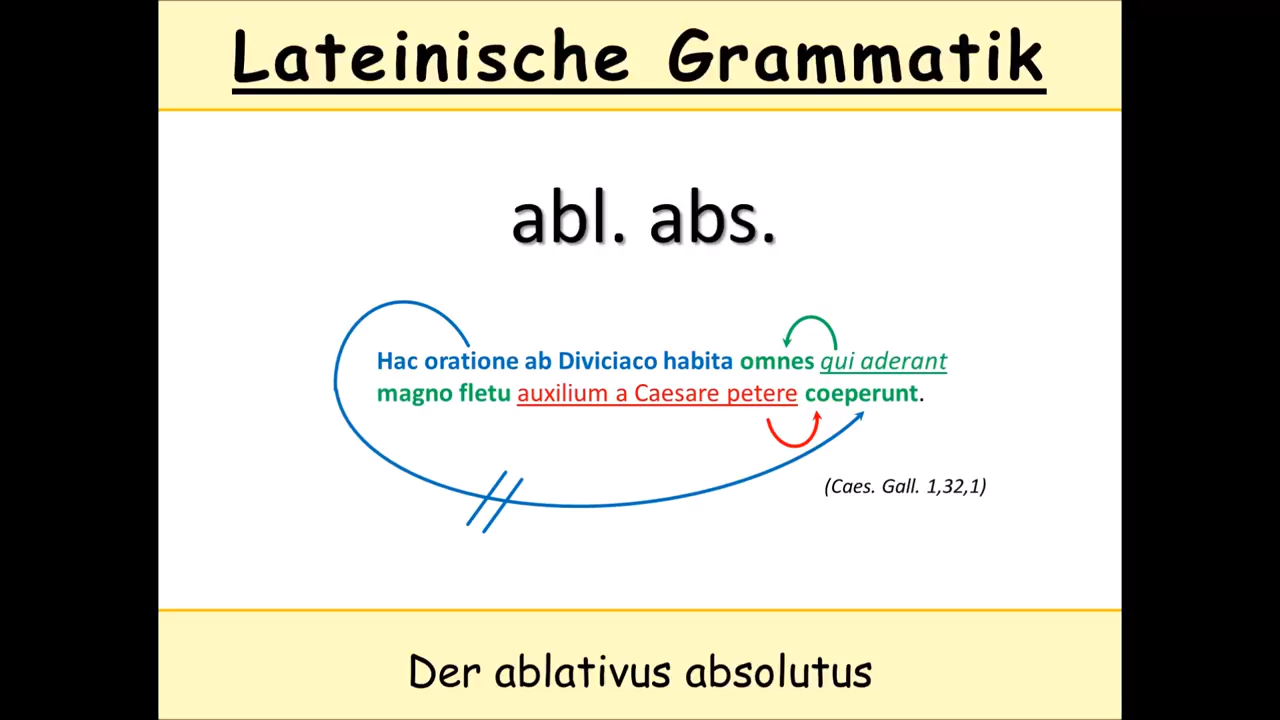 Lateinische Grammatik
abl. abs.
Hac oratione ab Diviciaco habita omnes qui aderant
magno fletu auxilium a Caesare petere coeperunt.
(Caes. Gall. 1,32,1)
Der ablativus absolutus